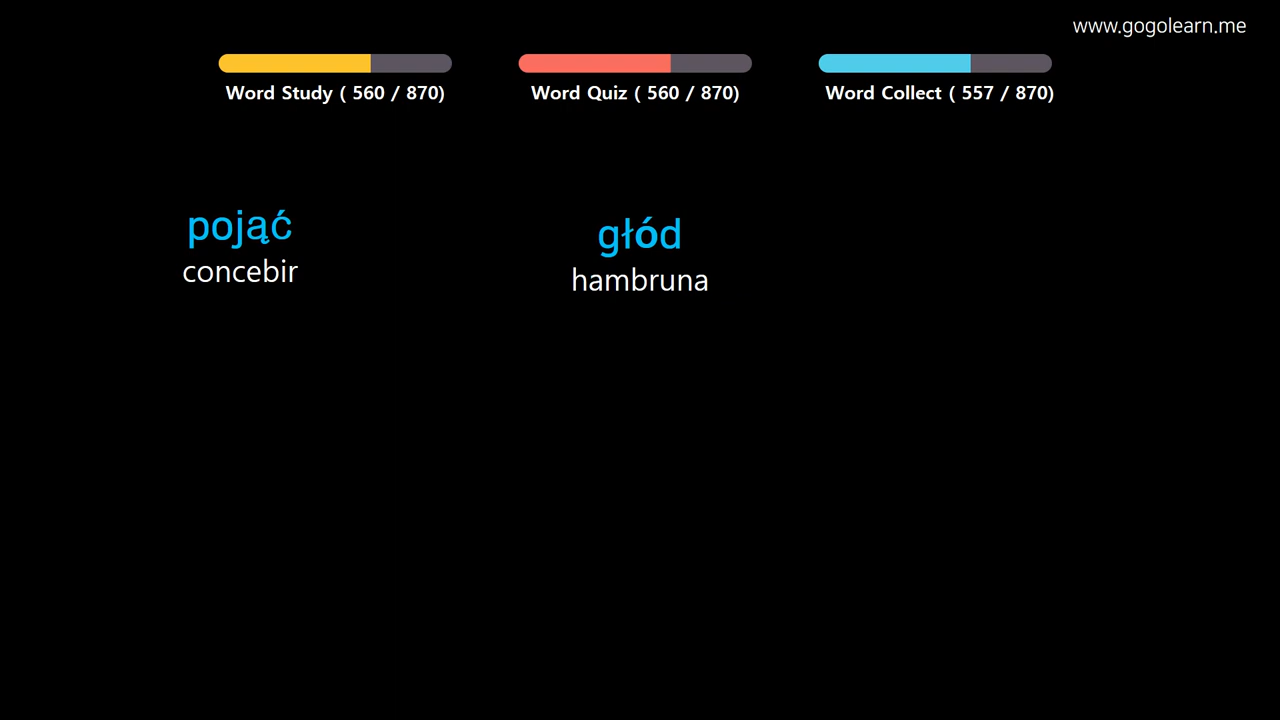 www.gogolearn.me
Word Study ( 560 / 870)
Word Quiz ( 560 / 870)
Word Collect ( 557 / 870)
pojąć
concebir
głód
hambruna